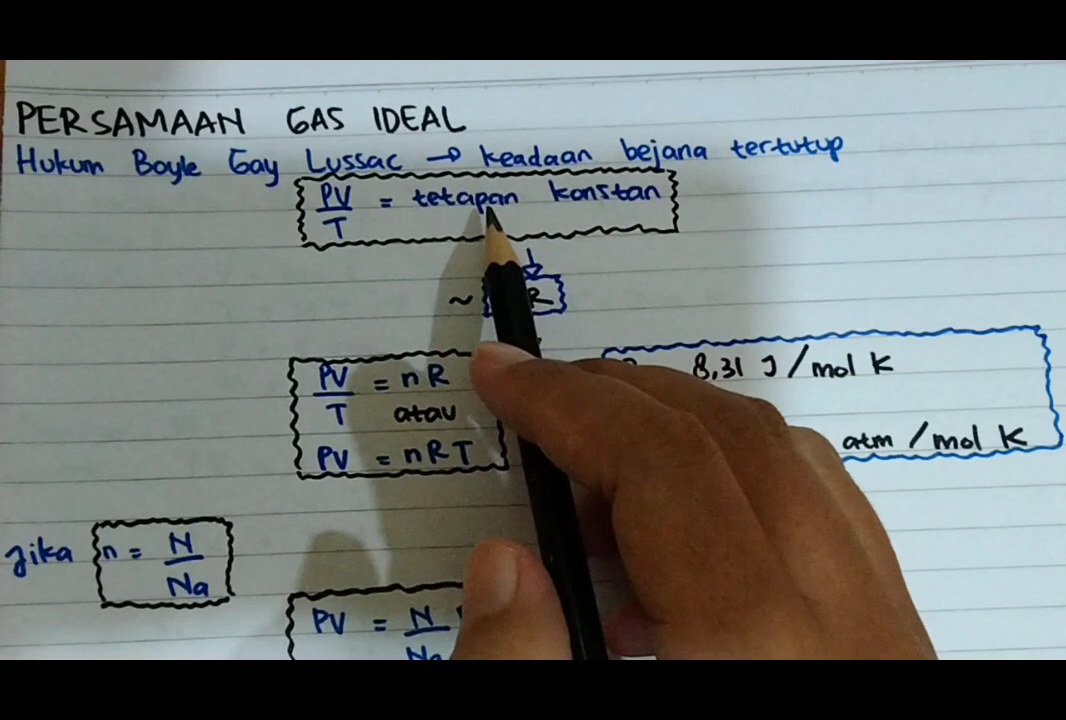 PERSAMAAN GAS IDEAL
Hukum Boyle Gay Lussac → keadaan bejana tertutup
PV/T = tetapan konstan
~ R
PV/T = nR
atau
PV = nRT
8,31 J/mol K
atm/mol K
Jika n = N/Na
PV = N/Na